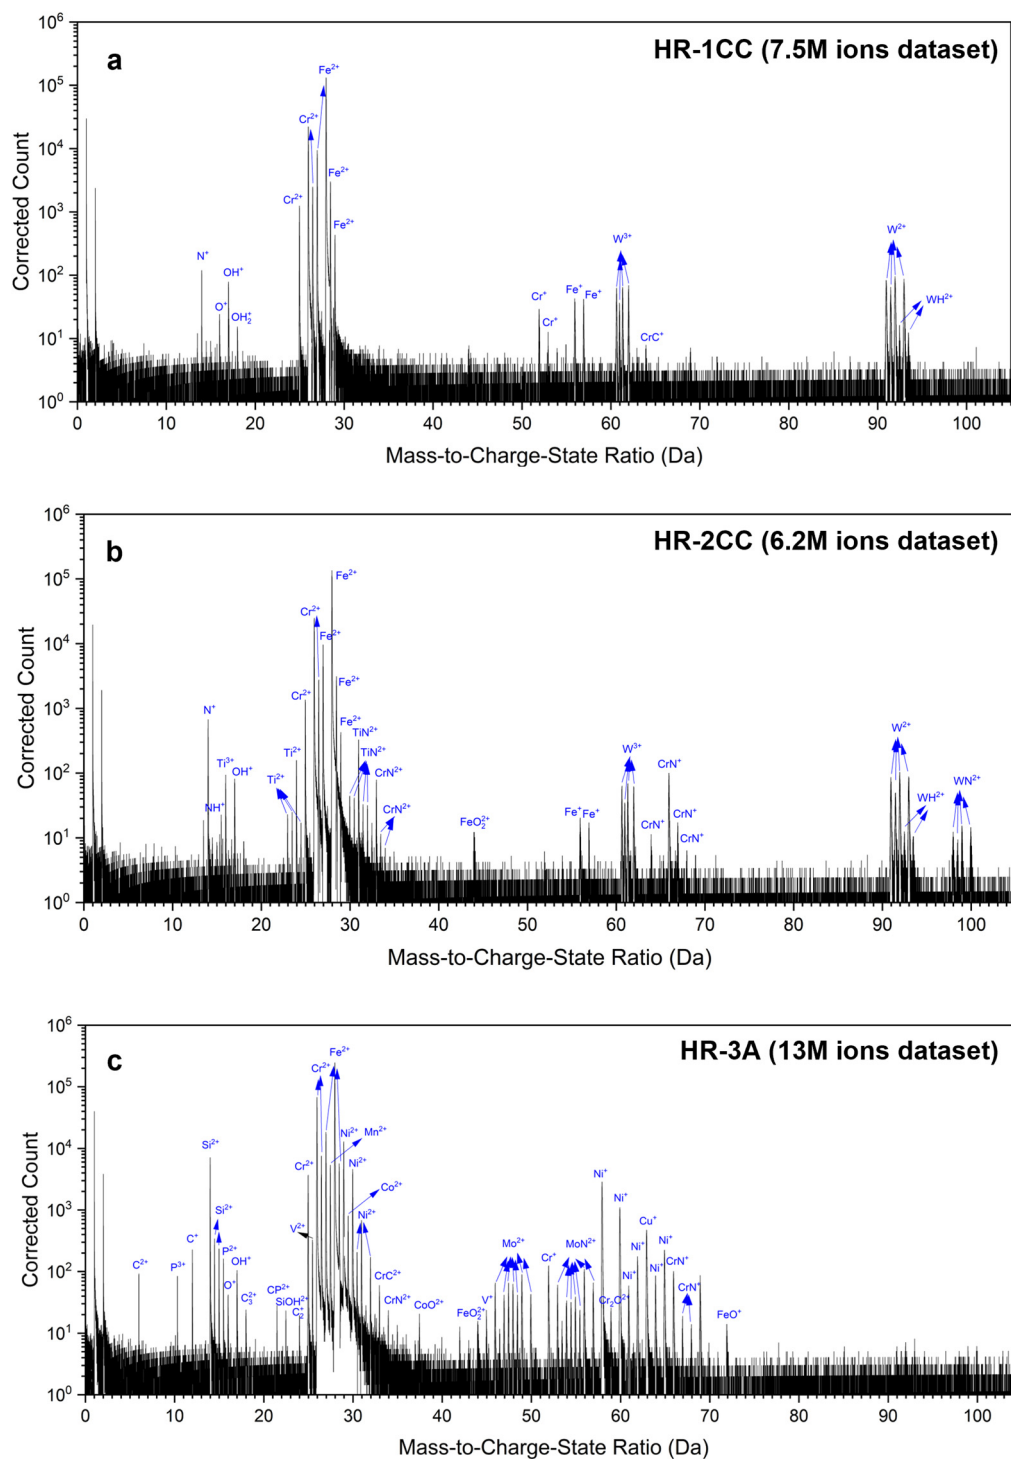 a
HR-1CC (7.5M ions dataset)
Corrected Count
10⁶
10⁵
10⁴
10³
10²
10¹
10⁰
N⁺
O⁺
OH⁺
OH₂⁺
Cr²⁺
Cr²⁺
Fe²⁺
Fe²⁺
Fe²⁺
Cr⁺
Cr⁺
Fe⁺
Fe⁺
W³⁺
CrC⁺
W²⁺
WH²⁺
0 10 20 30 40 50 60 70 80 90 100
Mass-to-Charge-State Ratio (Da)
b
HR-2CC (6.2M ions dataset)
Corrected Count
10⁶
10⁵
10⁴
10³
10²
10¹
10⁰
N⁺
NH⁺
Ti³⁺
OH⁺
Ti²⁺
Ti²⁺
Cr²⁺
Cr²⁺
Fe²⁺
Fe²⁺
Fe²⁺
Fe²⁺
TiN²⁺
TiN²⁺
CrN²⁺
CrN²⁺
FeO₂²⁺
Fe⁺
Fe⁺
W³⁺
CrN⁺
CrN⁺
CrN⁺
CrN⁺
W²⁺
WH²⁺
WN²⁺
0 10 20 30 40 50 60 70 80 90 100
Mass-to-Charge-State Ratio (Da)
c
HR-3A (13M ions dataset)
Corrected Count
10⁶
10⁵
10⁴
10³
10²
10¹
10⁰
C²⁺
P³⁺
C⁺
Si²⁺
Si²⁺
P²⁺
O⁺
OH⁺
C₃²⁺
CP²⁺
SiOH²⁺
C₂⁺
V²⁺
Cr²⁺
Cr²⁺
Fe²⁺
Ni²⁺
Mn²⁺
Ni²⁺
Co²⁺
Ni²⁺
CrC²⁺
CrN²⁺
CoO²⁺
FeO₂²⁺
V⁺
Mo²⁺
Cr⁺
MoN²⁺
Cr₂O²⁺
Ni⁺
Ni⁺
Ni⁺
Ni⁺
Cu⁺
Ni⁺
Ni⁺
CrN⁺
CrN⁺
FeO⁺
0 10 20 30 40 50 60 70 80 90 100
Mass-to-Charge-State Ratio (Da)